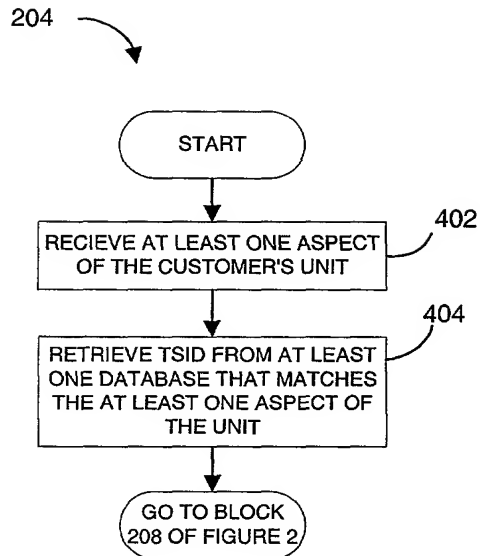 204
START
402
RECIEVE AT LEAST ONE ASPECT
OF THE CUSTOMER'S UNIT
404
RETRIEVE TSID FROM AT LEAST
ONE DATABASE THAT MATCHES
THE AT LEAST ONE ASPECT OF
THE UNIT
GO TO BLOCK
208 OF FIGURE 2